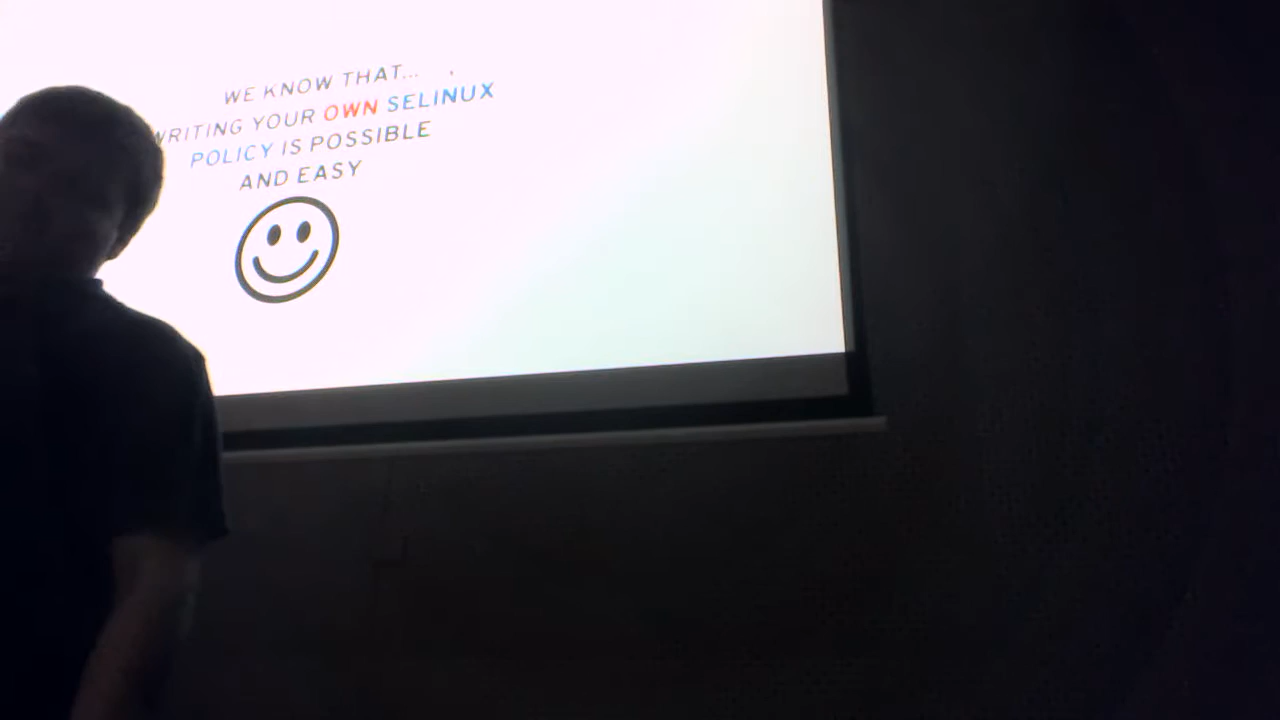 WE KNOW THAT...
WRITING YOUR OWN SELINUX
POLICY IS POSSIBLE
AND EASY